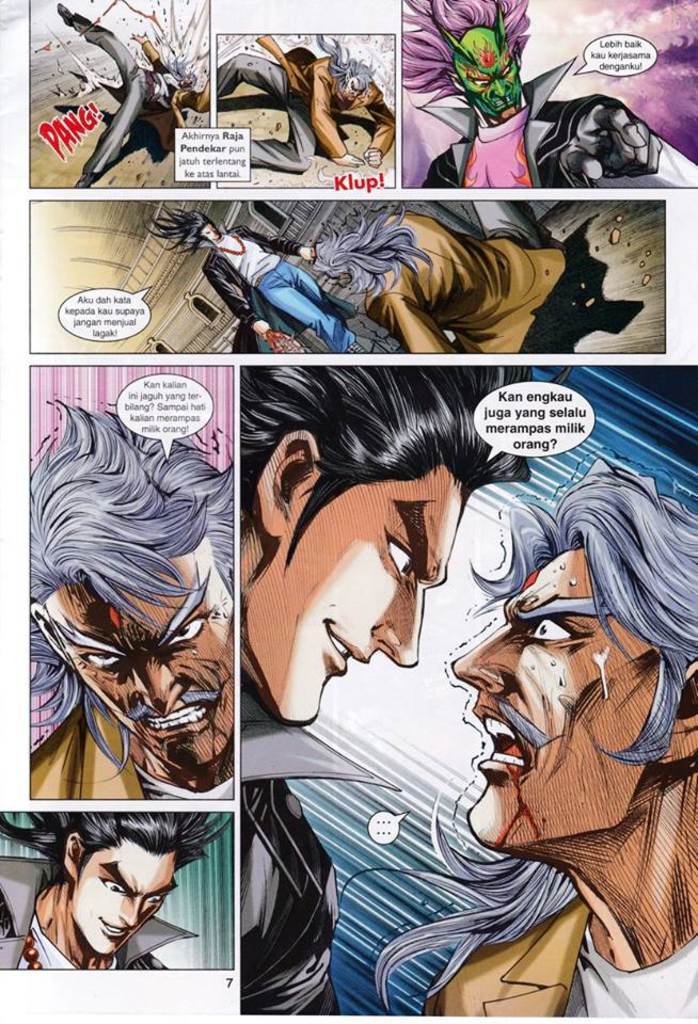 PANG!
Akhirnya Raja
Pendekar pun
jatuh terlentang
ke atas lantai.
Klup!
Lebih baik
kau kerjasama
denganku!
Aku dah kata
kepada kau supaya
jangan menjual
lagak!
Kan kalian
ini jaguh yang ter-
bilang? Sampai hati
kalian merampas
milik orang!
Kan engkau
juga yang selalu
merampas milik
orang?
...
7